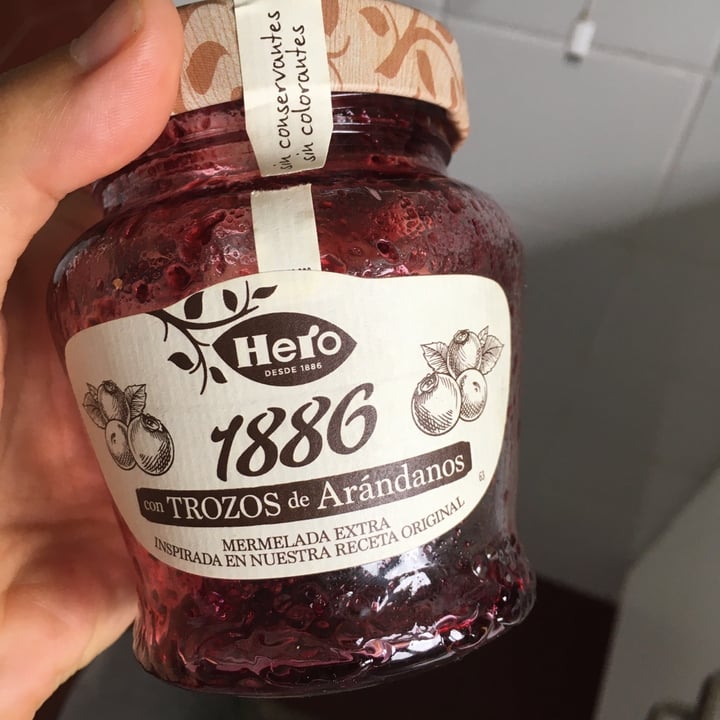 sin conservantes
sin colorantes
Hero
DESDE 1886
1886
con TROZOS de Arándanos
63
MERMELADA EXTRA
INSPIRADA EN NUESTRA RECETA ORIGINAL